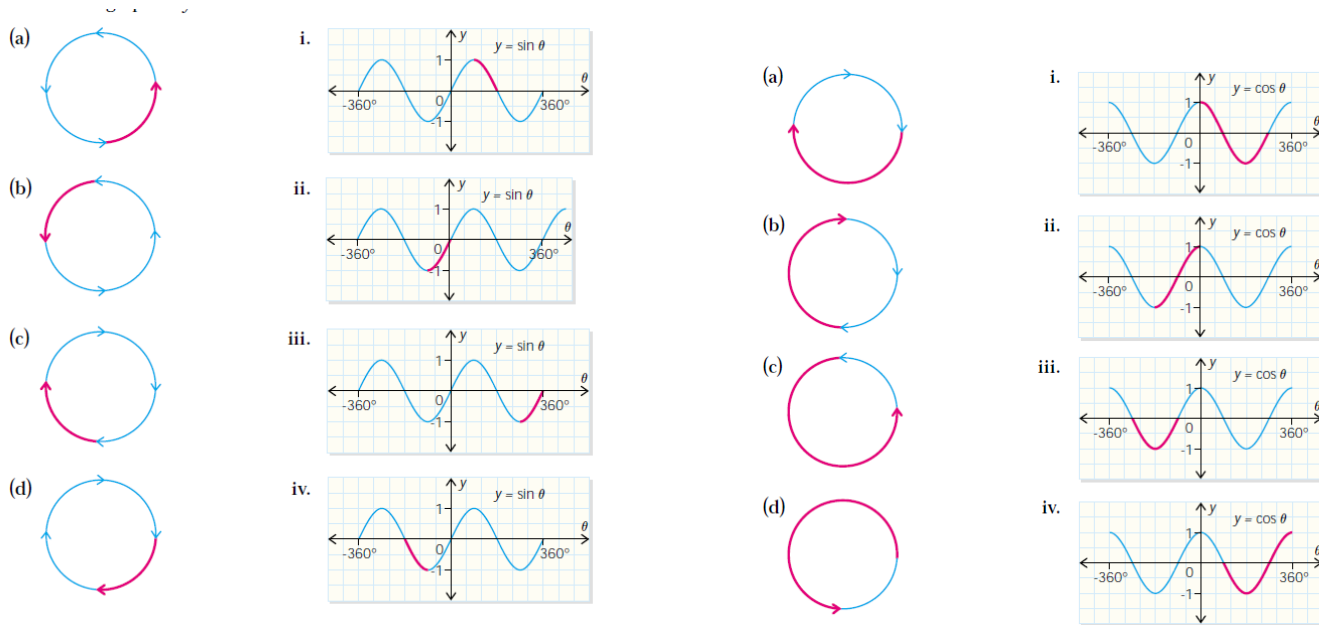 (a)
i.
y
y = sin θ
1
θ
0
-360°
360°
-1
(b)
ii.
y
y = sin θ
1
θ
0
-360°
360°
-1
(c)
iii.
y
y = sin θ
1
θ
0
-360°
360°
-1
(d)
iv.
y
y = sin θ
1
θ
0
-360°
360°
-1
(a)
i.
y
y = cos θ
1
θ
0
-360°
360°
-1
(b)
ii.
y
y = cos θ
1
θ
0
-360°
360°
-1
(c)
iii.
y
y = cos θ
1
θ
0
-360°
360°
-1
(d)
iv.
y
y = cos θ
1
θ
0
-360°
360°
-1